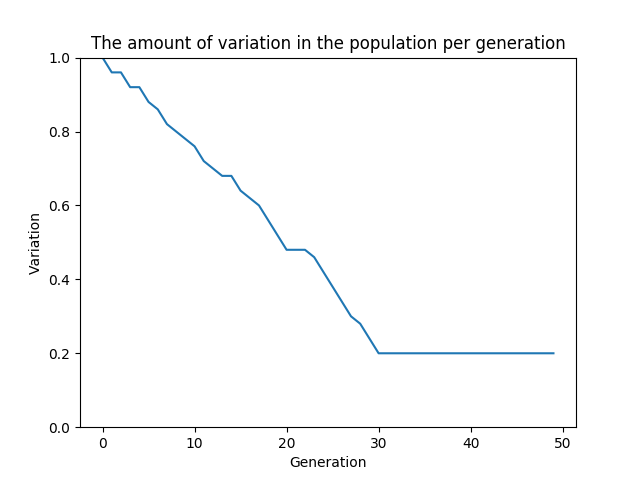 The amount of variation in the population per generation
1.0
0.8
0.6
0.4
0.2
0.0
Variation
0 10 20 30 40 50
Generation